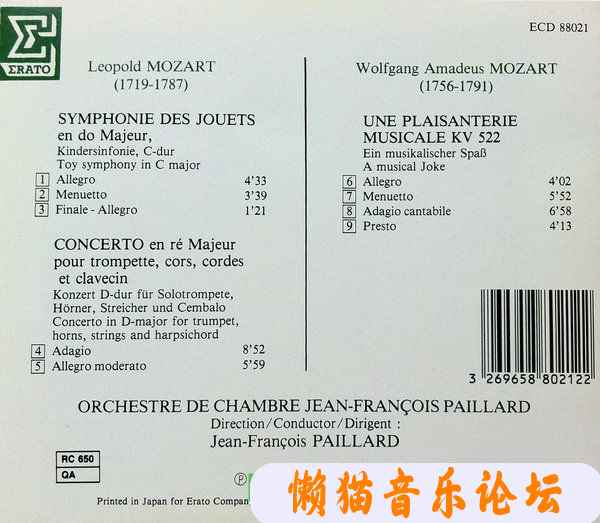 ERATO
ECD 88021
Leopold MOZART
(1719-1787)
SYMPHONIE DES JOUETS
en do Majeur,
Kindersinfonie, C-dur
Toy symphony in C major
1 Allegro 4'33
2 Menuetto 3'39
3 Finale - Allegro 1'21
CONCERTO en ré Majeur
pour trompette, cors, cordes
et clavecin
Konzert D-dur für Solotrompete,
Hörner, Streicher und Cembalo
Concerto in D-major for trumpet,
horns, strings and harpsichord
4 Adagio 8'52
5 Allegro moderato 5'59
Wolfgang Amadeus MOZART
(1756-1791)
UNE PLAISANTERIE
MUSICALE KV 522
Ein musikalischer Spaß
A musical Joke
6 Allegro 4'02
7 Menuetto 5'52
8 Adagio cantabile 6'58
9 Presto 4'13
3 269658 802122
ORCHESTRE DE CHAMBRE JEAN-FRANÇOIS PAILLARD
Direction/Conductor/Dirigent :
Jean-François PAILLARD
RC 650
QA
℗
Printed in Japan for Erato Company
懒猫音乐论坛